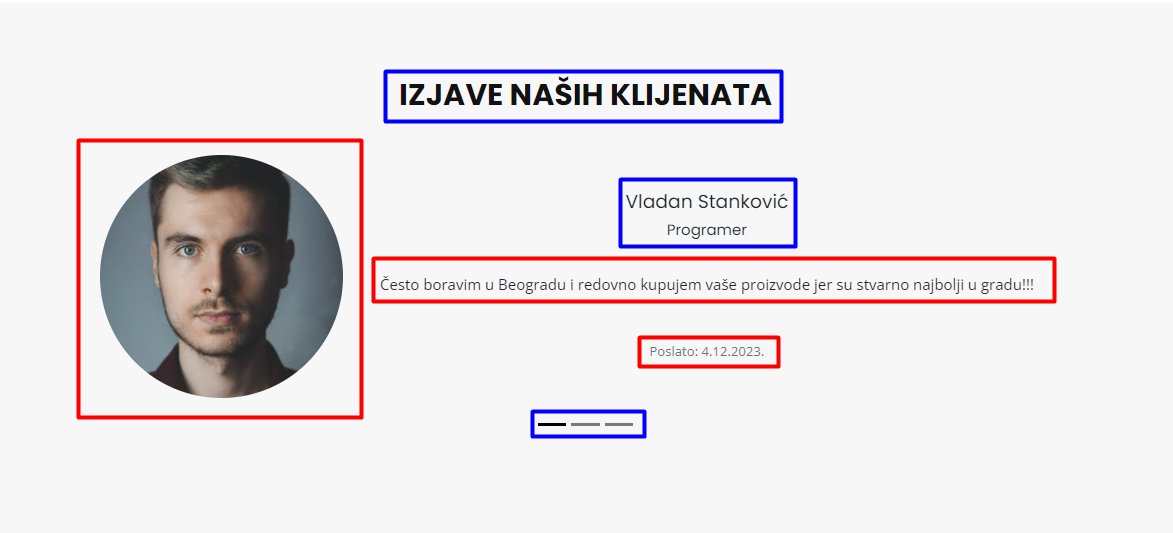 IZJAVE NAŠIH KLIJENATA
Vladan Stanković
Programer
Često boravim u Beogradu i redovno kupujem vaše proizvode jer su stvarno najbolji u gradu!!!
Poslato: 4.12.2023.